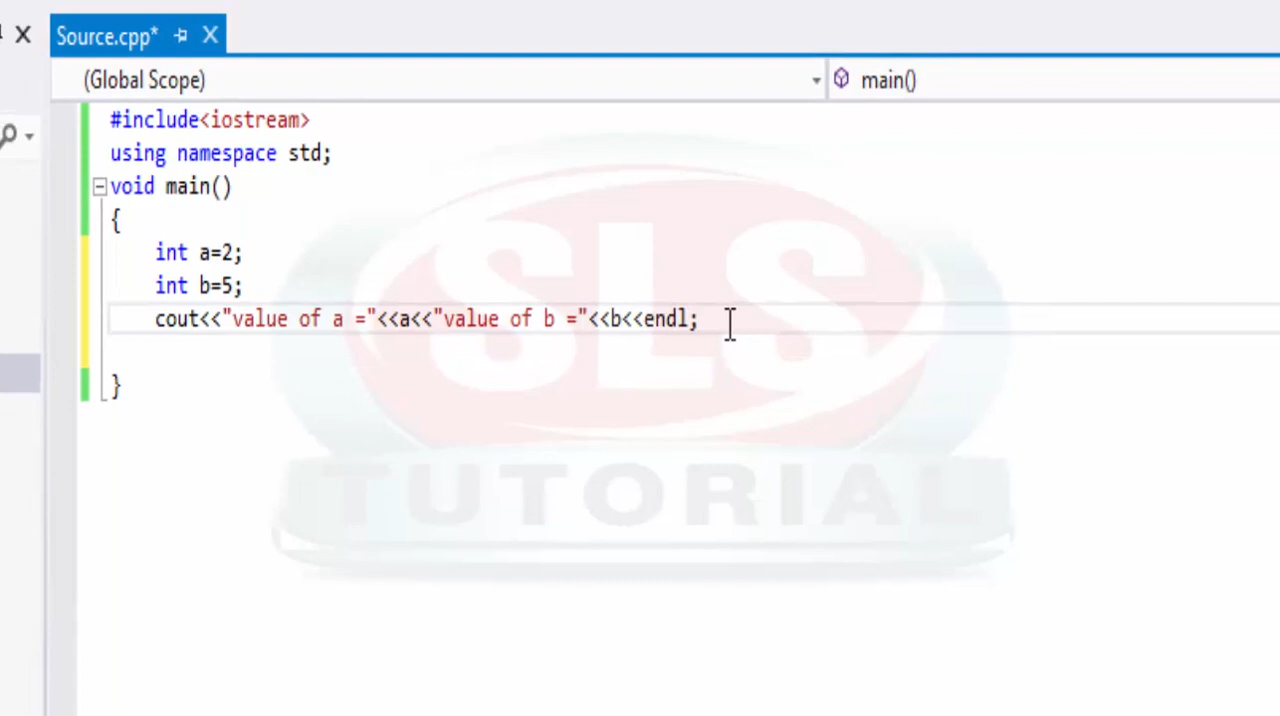 Source.cpp*
(Global Scope)
main()
#include<iostream>
using namespace std;
void main()
{
int a=2;
int b=5;
cout<<"value of a ="<<a<<"value of b ="<<b<<endl;
}
SLS
TUTORIAL